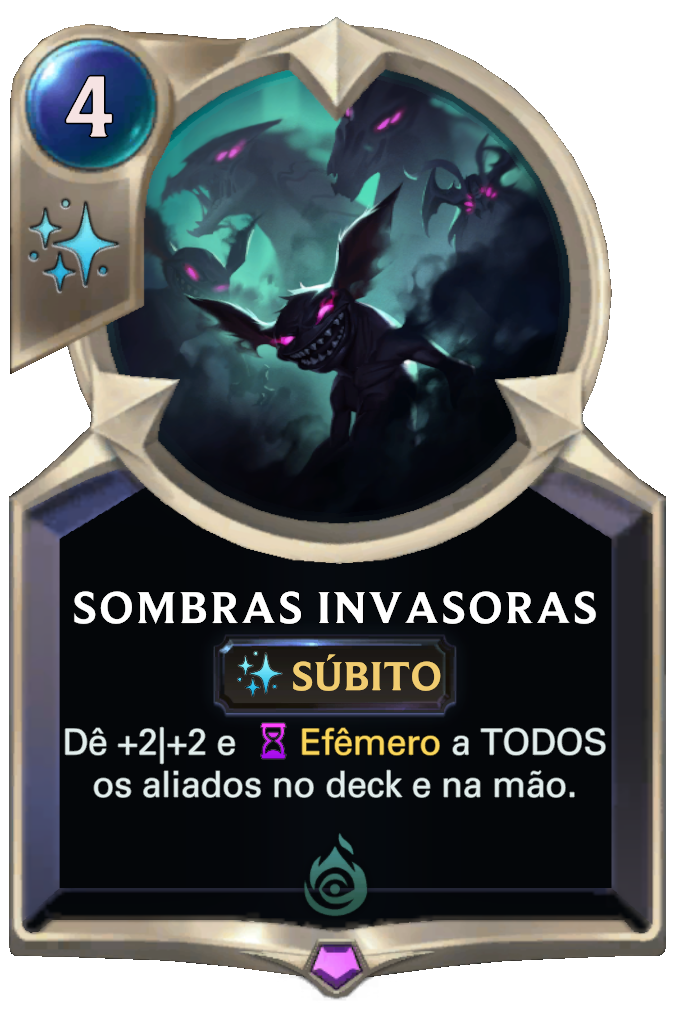 4
SOMBRAS INVASORAS
SÚBITO
Dê +2|+2 e Efêmero a TODOS
os aliados no deck e na mão.